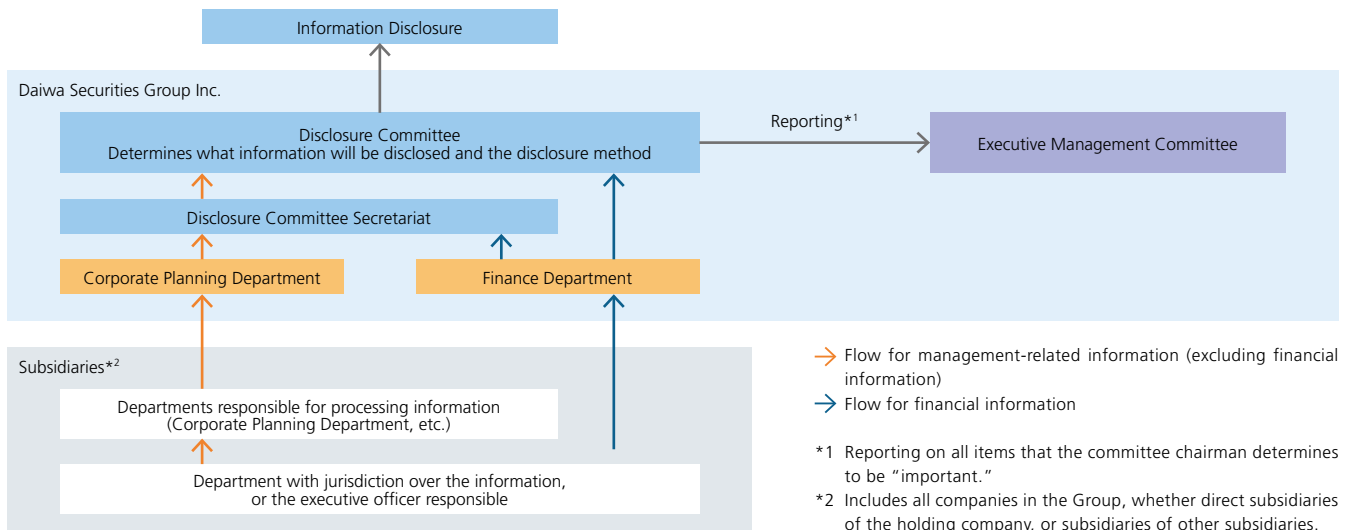 Information Disclosure
Daiwa Securities Group Inc.
Disclosure Committee
Determines what information will be disclosed and the disclosure method
Reporting*1
Executive Management Committee
Disclosure Committee Secretariat
Corporate Planning Department
Finance Department
Subsidiaries*2
Departments responsible for processing information
(Corporate Planning Department, etc.)
Department with jurisdiction over the information,
or the executive officer responsible
Flow for management-related information (excluding financial
information)
Flow for financial information
*1 Reporting on all items that the committee chairman determines
to be “important.”
*2 Includes all companies in the Group, whether direct subsidiaries
of the holding company, or subsidiaries of other subsidiaries.